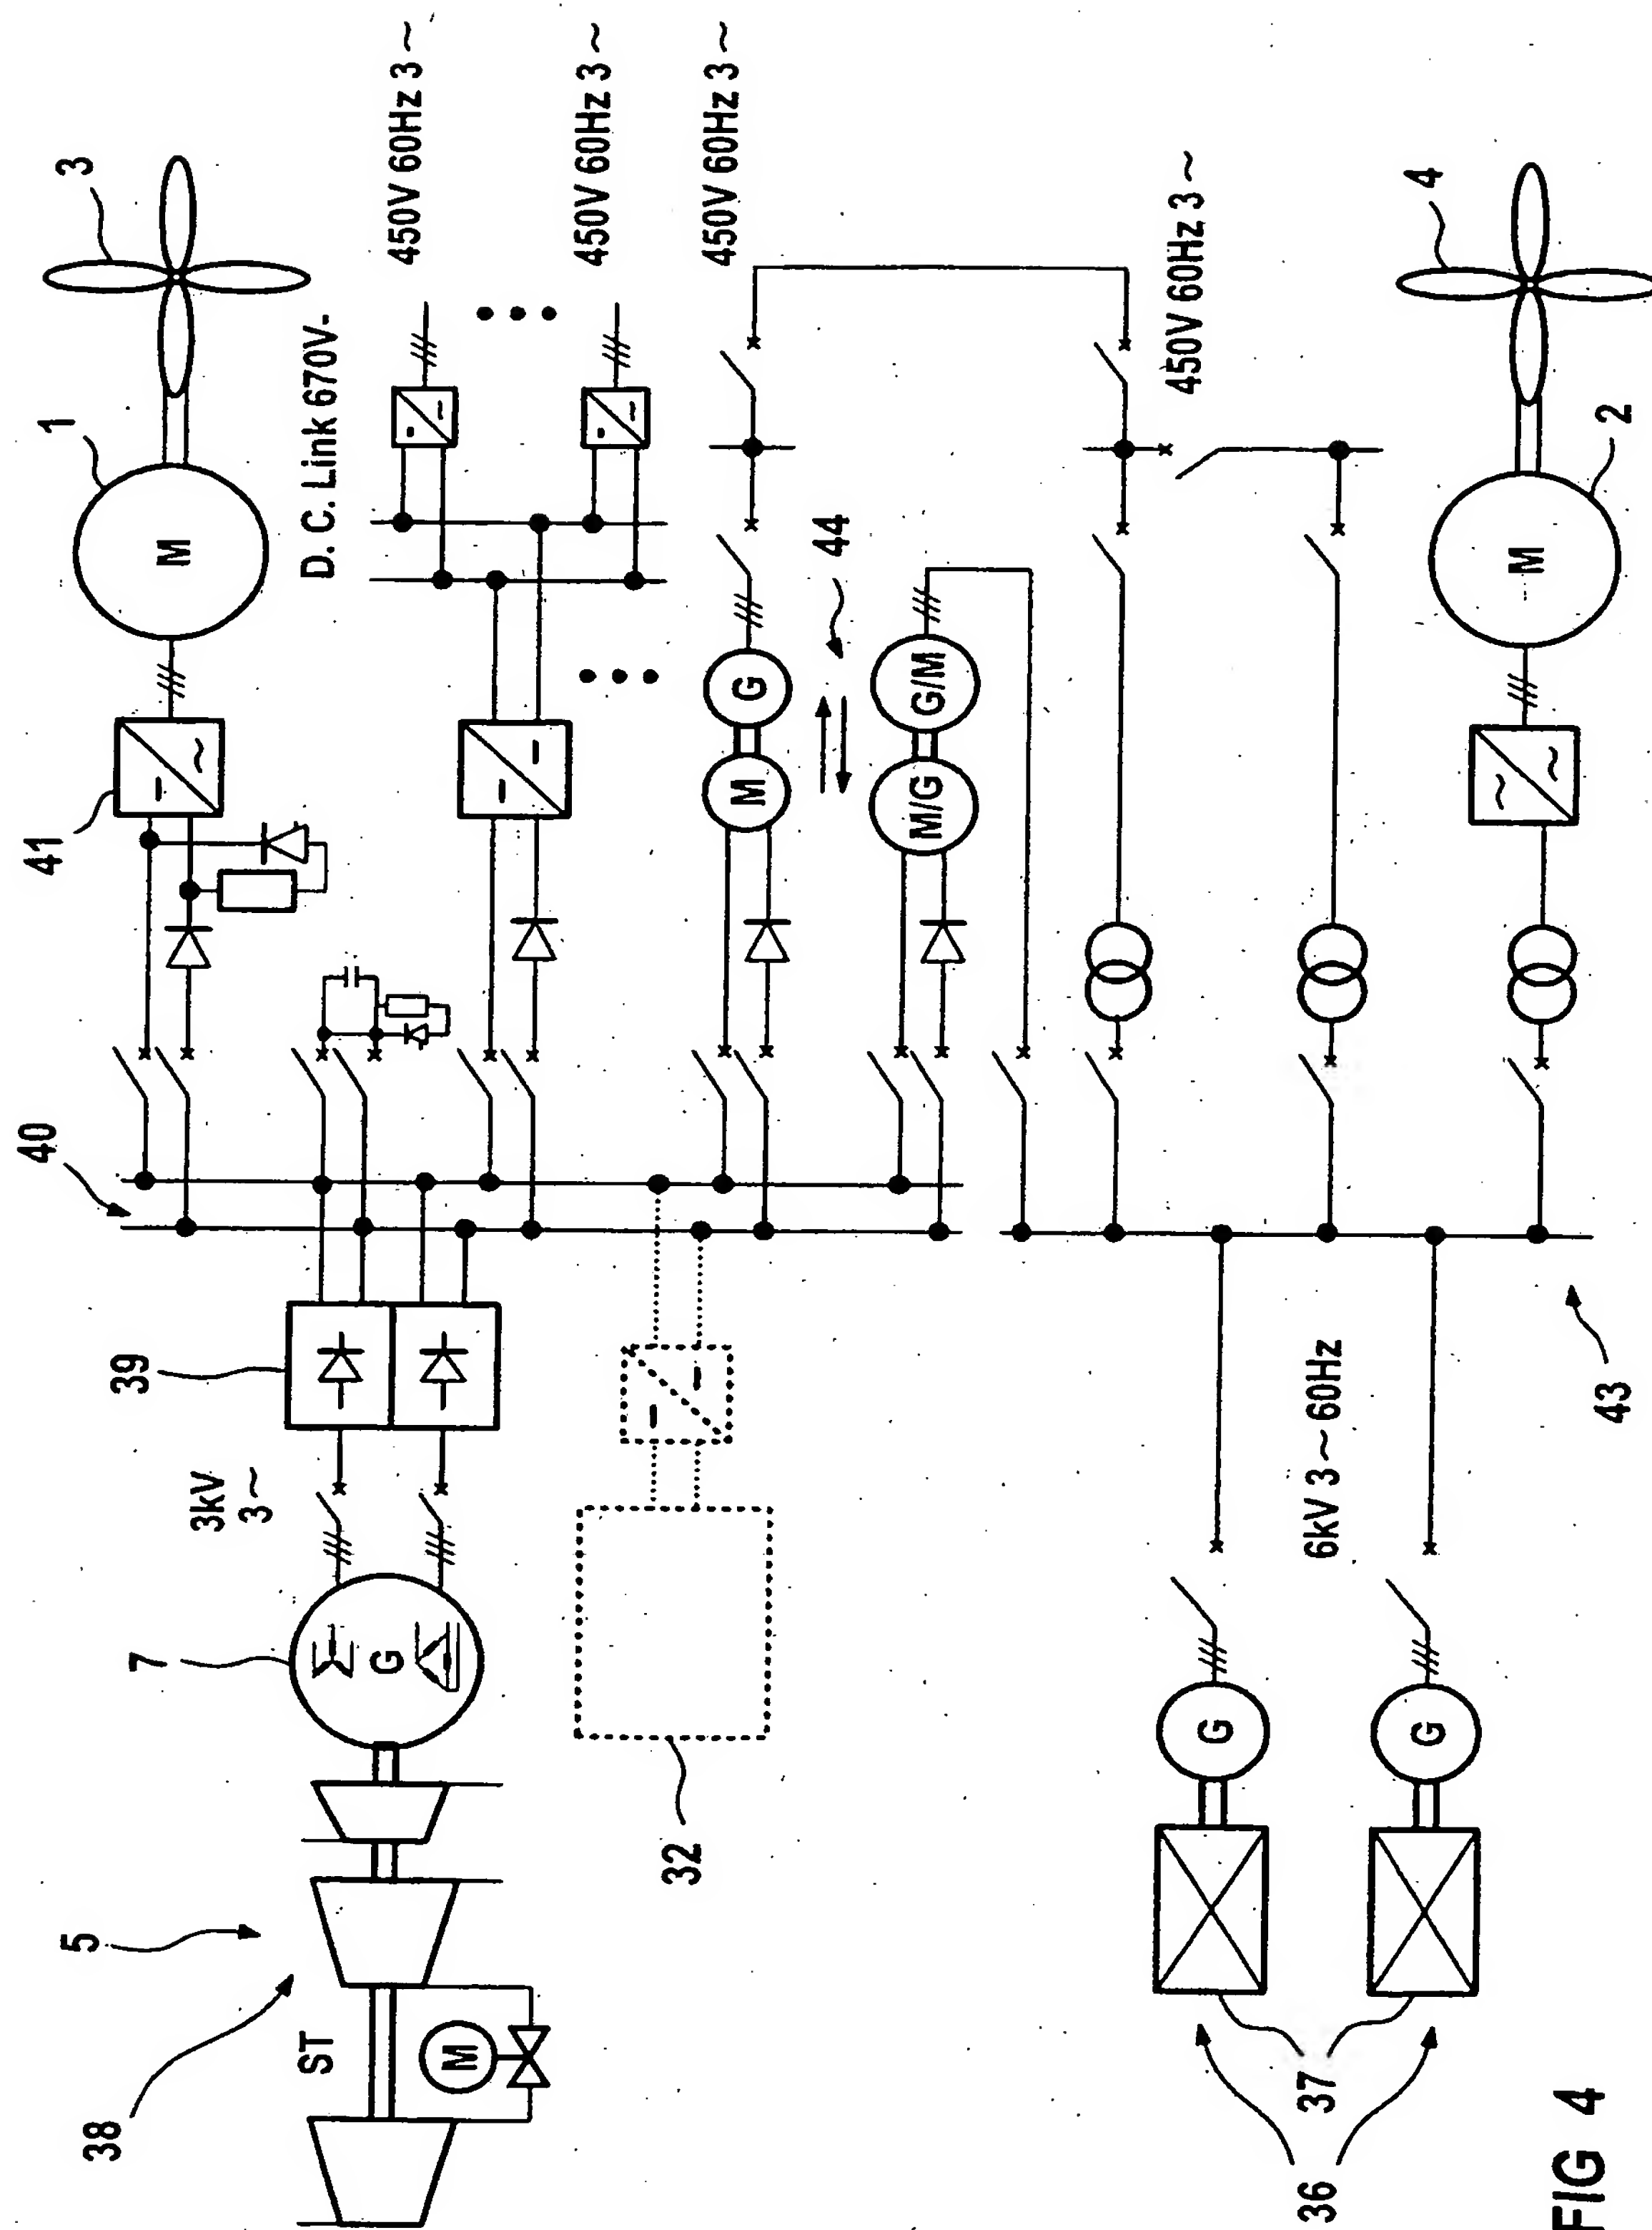 3
1
M
41
D. C. Link 670V-
450V 60Hz 3 ~
450V 60Hz 3 ~
450V 60Hz 3 ~
40
39
3kV
3~
7
G
5
38
ST
M
32
M
G
44
M/G
G/M
450V 60Hz 3 ~
4
2
M
43
6kV 3 ~ 60Hz
G
G
37
36
FIG 4